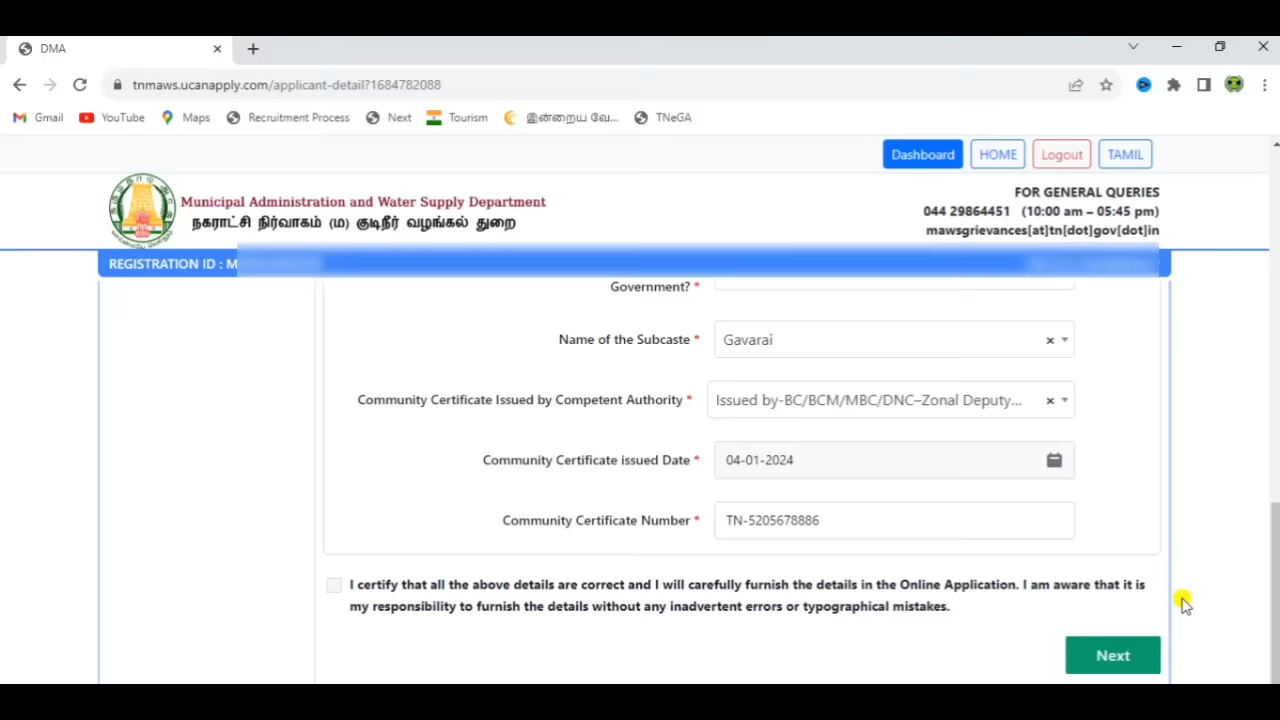 DMA
tnmaws.ucanapply.com/applicant-detail?1684782088
Gmail YouTube Maps Recruitment Process Next Tourism இன்றைய வே... TNeGA
Dashboard HOME Logout TAMIL
Municipal Administration and Water Supply Department
நகராட்சி நிர்வாகம் (ம) குடிநீர் வழங்கல் துறை
FOR GENERAL QUERIES
044 29864451 (10:00 am – 05:45 pm)
mawsgrievances[at]tn[dot]gov[dot]in
REGISTRATION ID : M
Government? *
Name of the Subcaste * Gavarai
Community Certificate Issued by Competent Authority * Issued by-BC/BCM/MBC/DNC–Zonal Deputy...
Community Certificate issued Date * 04-01-2024
Community Certificate Number * TN-5205678886
I certify that all the above details are correct and I will carefully furnish the details in the Online Application. I am aware that it is
my responsibility to furnish the details without any inadvertent errors or typographical mistakes.
Next